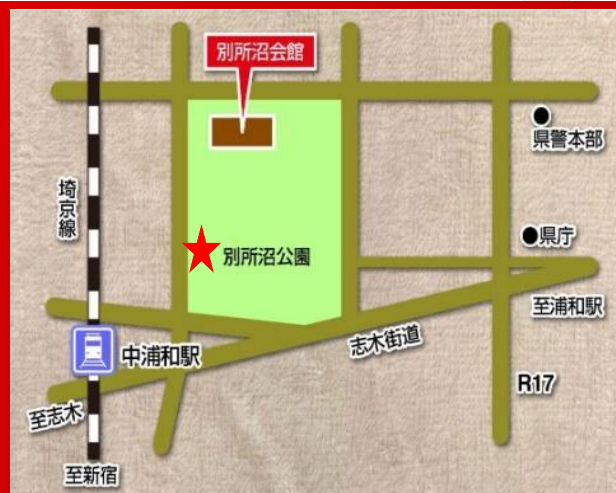 別所沼会館
県警本部
埼京線
県庁
別所沼公園
至浦和駅
志木街道
中浦和駅
R17
至志木
至新宿